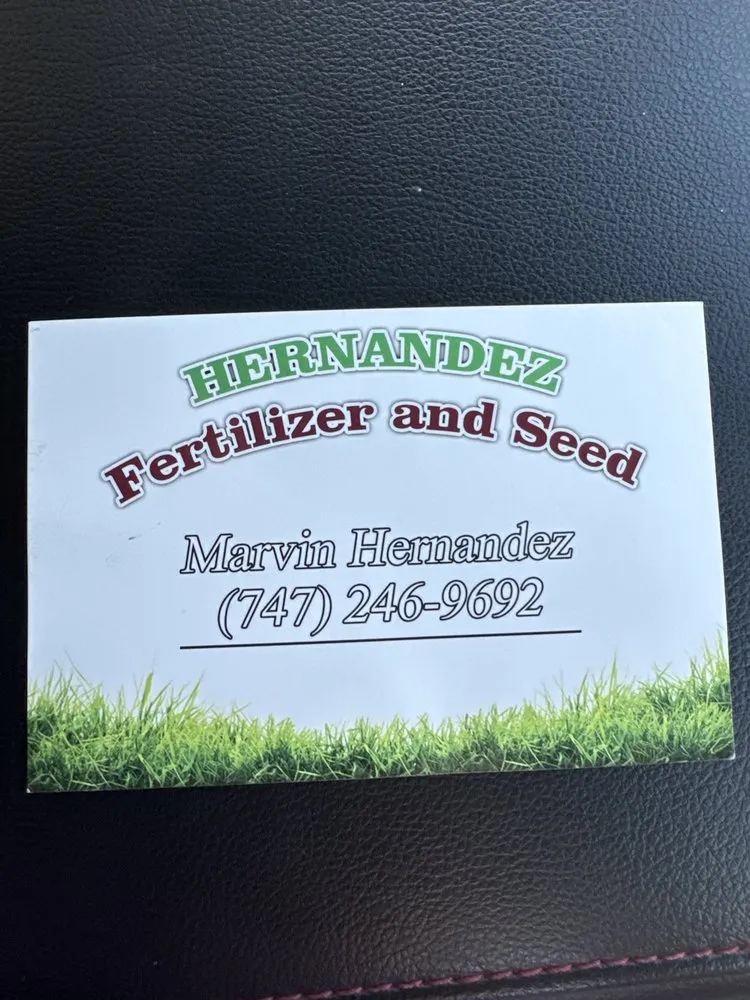 HERNANDEZ
Fertilizer and Seed
Marvin Hernandez
(747) 246-9692